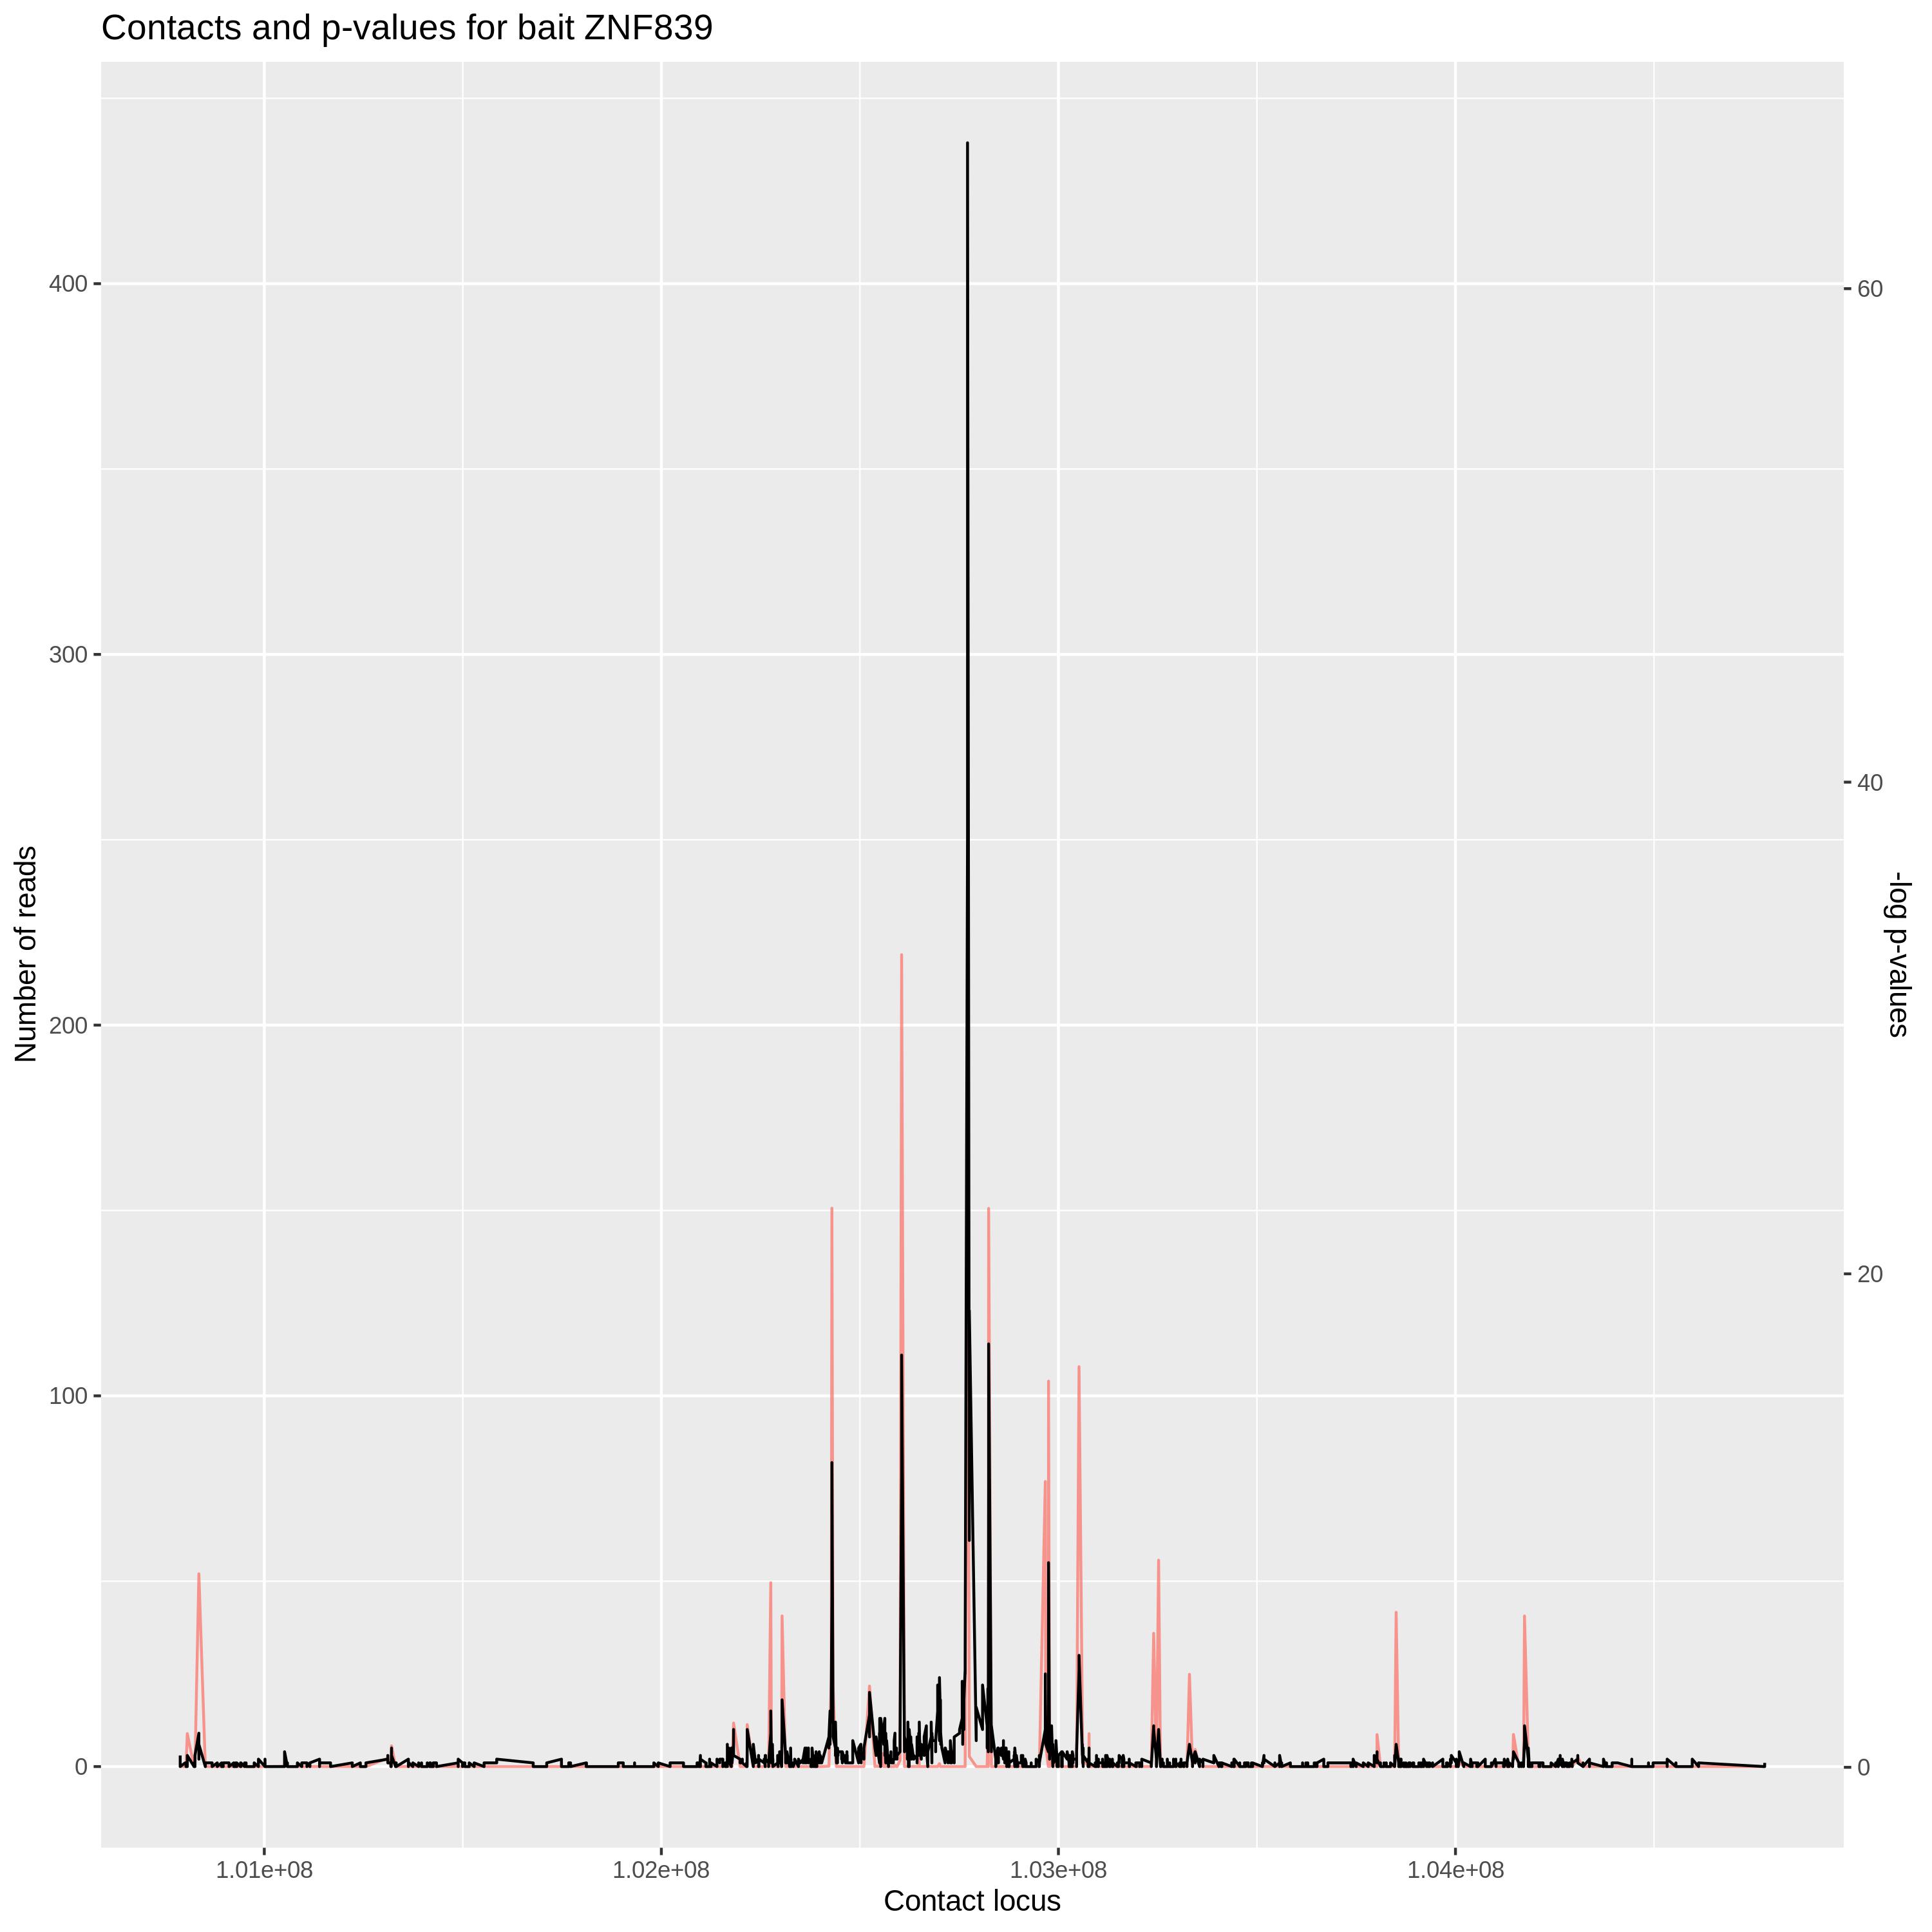 Contacts and p-values for bait ZNF839
400
300
200
100
0
Number of reads
60
40
20
0
-log p-values
1.01e+08 1.02e+08 1.03e+08 1.04e+08
Contact locus